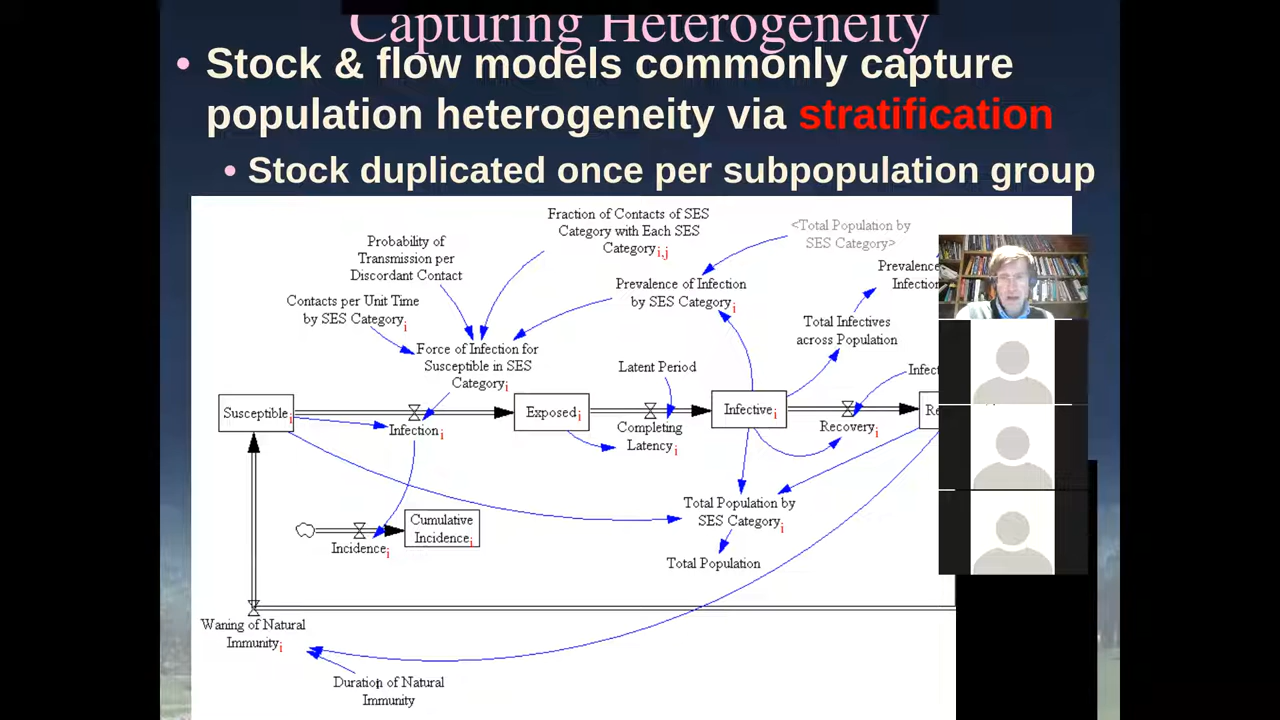 Capturing Heterogeneity
• Stock & flow models commonly capture
population heterogeneity via stratification
• Stock duplicated once per subpopulation group
Fraction of Contacts of SES
Category with Each SES
Category i,j
<Total Population by
SES Category>
Probability of
Transmission per
Discordant Contact
Prevalence
Infection
Prevalence of Infection
by SES Category i
Contacts per Unit Time
by SES Category i
Total Infectives
across Population
Force of Infection for
Susceptible in SES
Category i
Latent Period
Susceptible i
Exposed i
Infective i
Infection i
Completing
Latency i
Recovery i
Total Population by
SES Category i
Cumulative
Incidence i
Incidence i
Total Population
Waning of Natural
Immunity i
Duration of Natural
Immunity